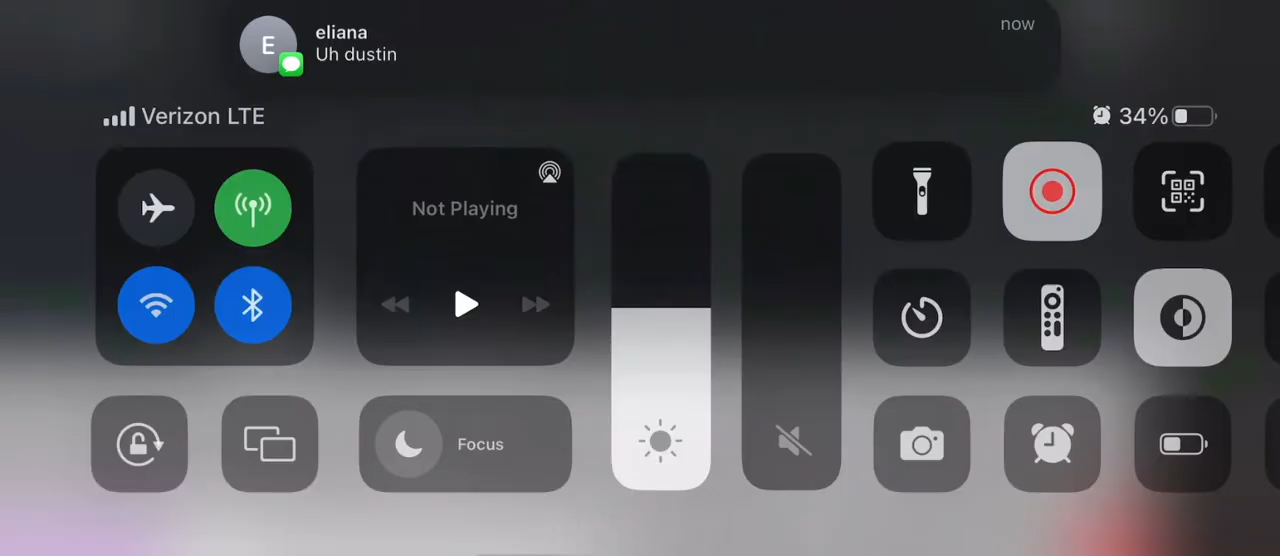 E
eliana
Uh dustin
now
Verizon LTE
34%
Not Playing
Focus